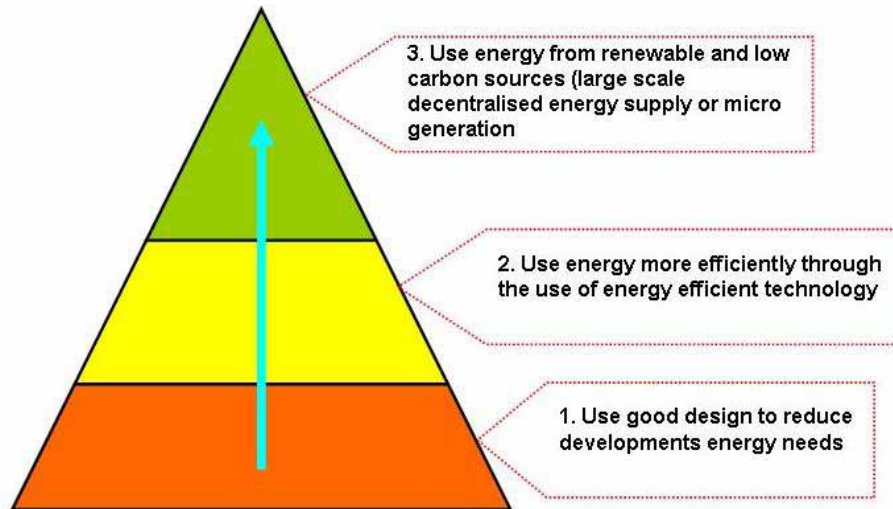 3. Use energy from renewable and low
carbon sources (large scale
decentralised energy supply or micro
generation
2. Use energy more efficiently through
the use of energy efficient technology
1. Use good design to reduce
developments energy needs